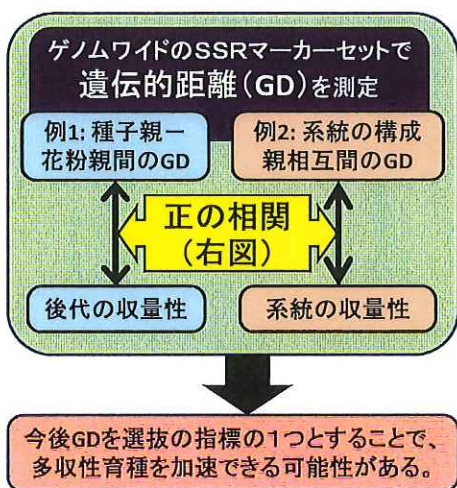 ゲノムワイドのSSRマーカーセットで
遺伝的距離(GD)を測定
例1: 種子親ー
花粉親間のGD
例2: 系統の構成
親相互間のGD
正の相関
(右図)
後代の収量性
系統の収量性
今後GDを選抜の指標の1つとすることで、
多収性育種を加速できる可能性がある。